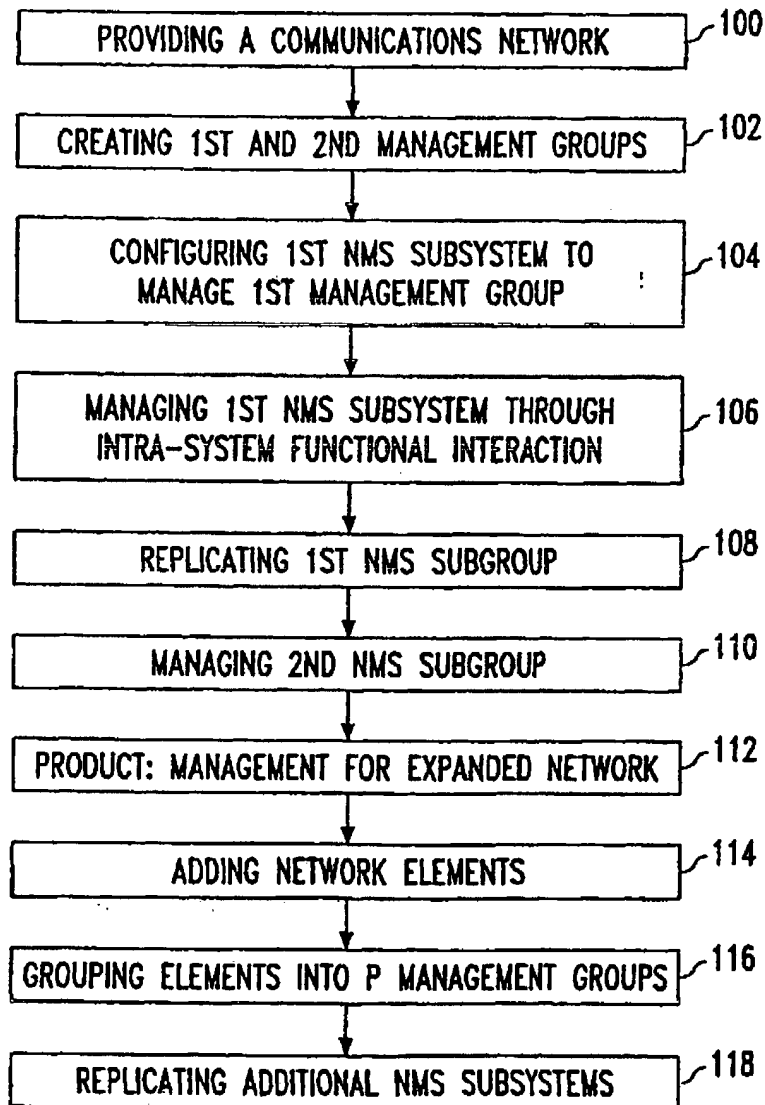 PROVIDING A COMMUNICATIONS NETWORK 100
CREATING 1ST AND 2ND MANAGEMENT GROUPS 102
CONFIGURING 1ST NMS SUBSYSTEM TO
MANAGE 1ST MANAGEMENT GROUP 104
MANAGING 1ST NMS SUBSYSTEM THROUGH
INTRA-SYSTEM FUNCTIONAL INTERACTION 106
REPLICATING 1ST NMS SUBGROUP 108
MANAGING 2ND NMS SUBGROUP 110
PRODUCT: MANAGEMENT FOR EXPANDED NETWORK 112
ADDING NETWORK ELEMENTS 114
GROUPING ELEMENTS INTO P MANAGEMENT GROUPS 116
REPLICATING ADDITIONAL NMS SUBSYSTEMS 118